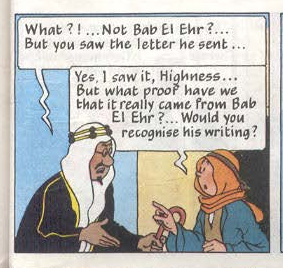 What?!...Not Bab El Ehr?...
But you saw the letter he sent...
Yes, I saw it, Highness...
But what proof have we
that it really came from Bab
El Ehr?...Would you
recognise his writing?